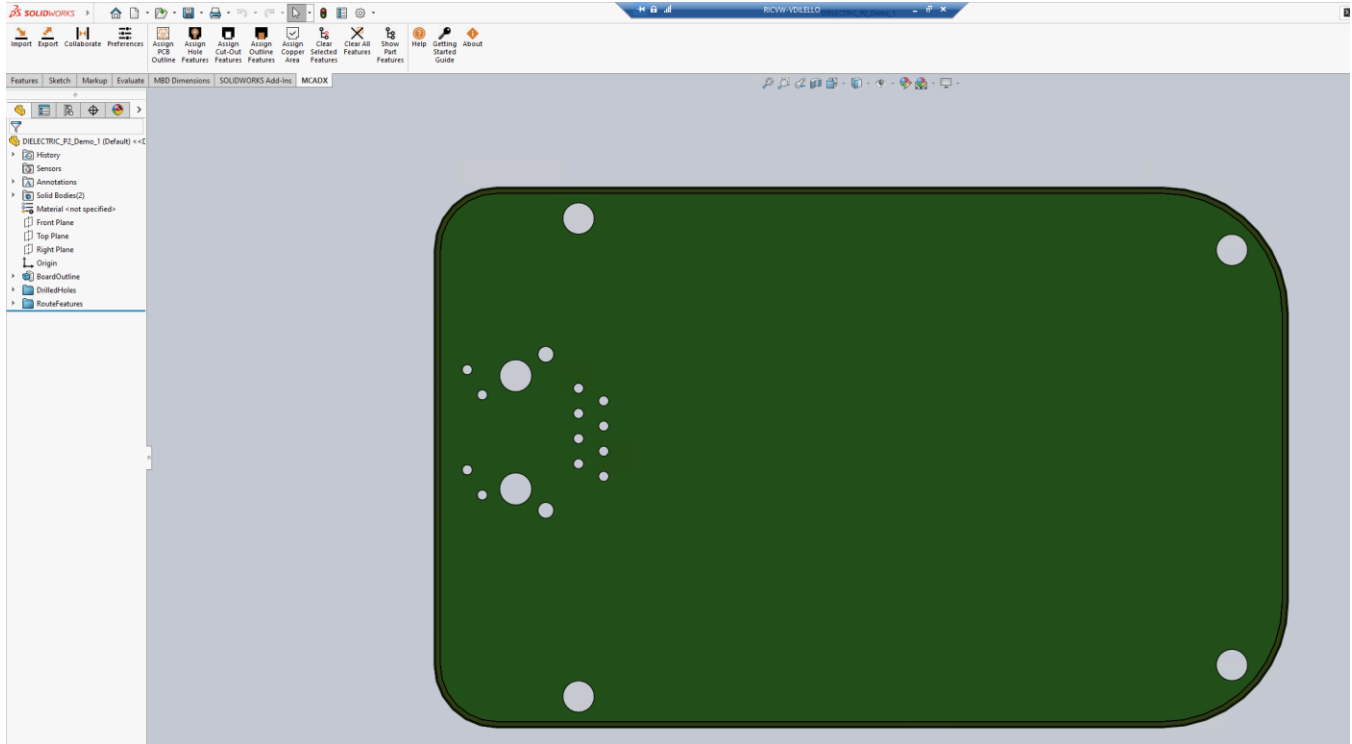 3S SOLIDWORKS
RICVW-VDILELLO
Import Export Collaborate Preferences
Assign PCB Outline
Assign Hole Features
Assign Cut-Out Features
Assign Outline Features
Assign Copper Area
Clear Selected Features
Clear All Features
Show Part Features
Help
Getting Started Guide
About
Features Sketch Markup Evaluate MBD Dimensions SOLIDWORKS Add-Ins MCADX
DIELECTRIC_P2_Demo_1 (Default) <<D
History
Sensors
Annotations
Solid Bodies(2)
Material <not specified>
Front Plane
Top Plane
Right Plane
Origin
BoardOutline
DrilledHoles
RouteFeatures